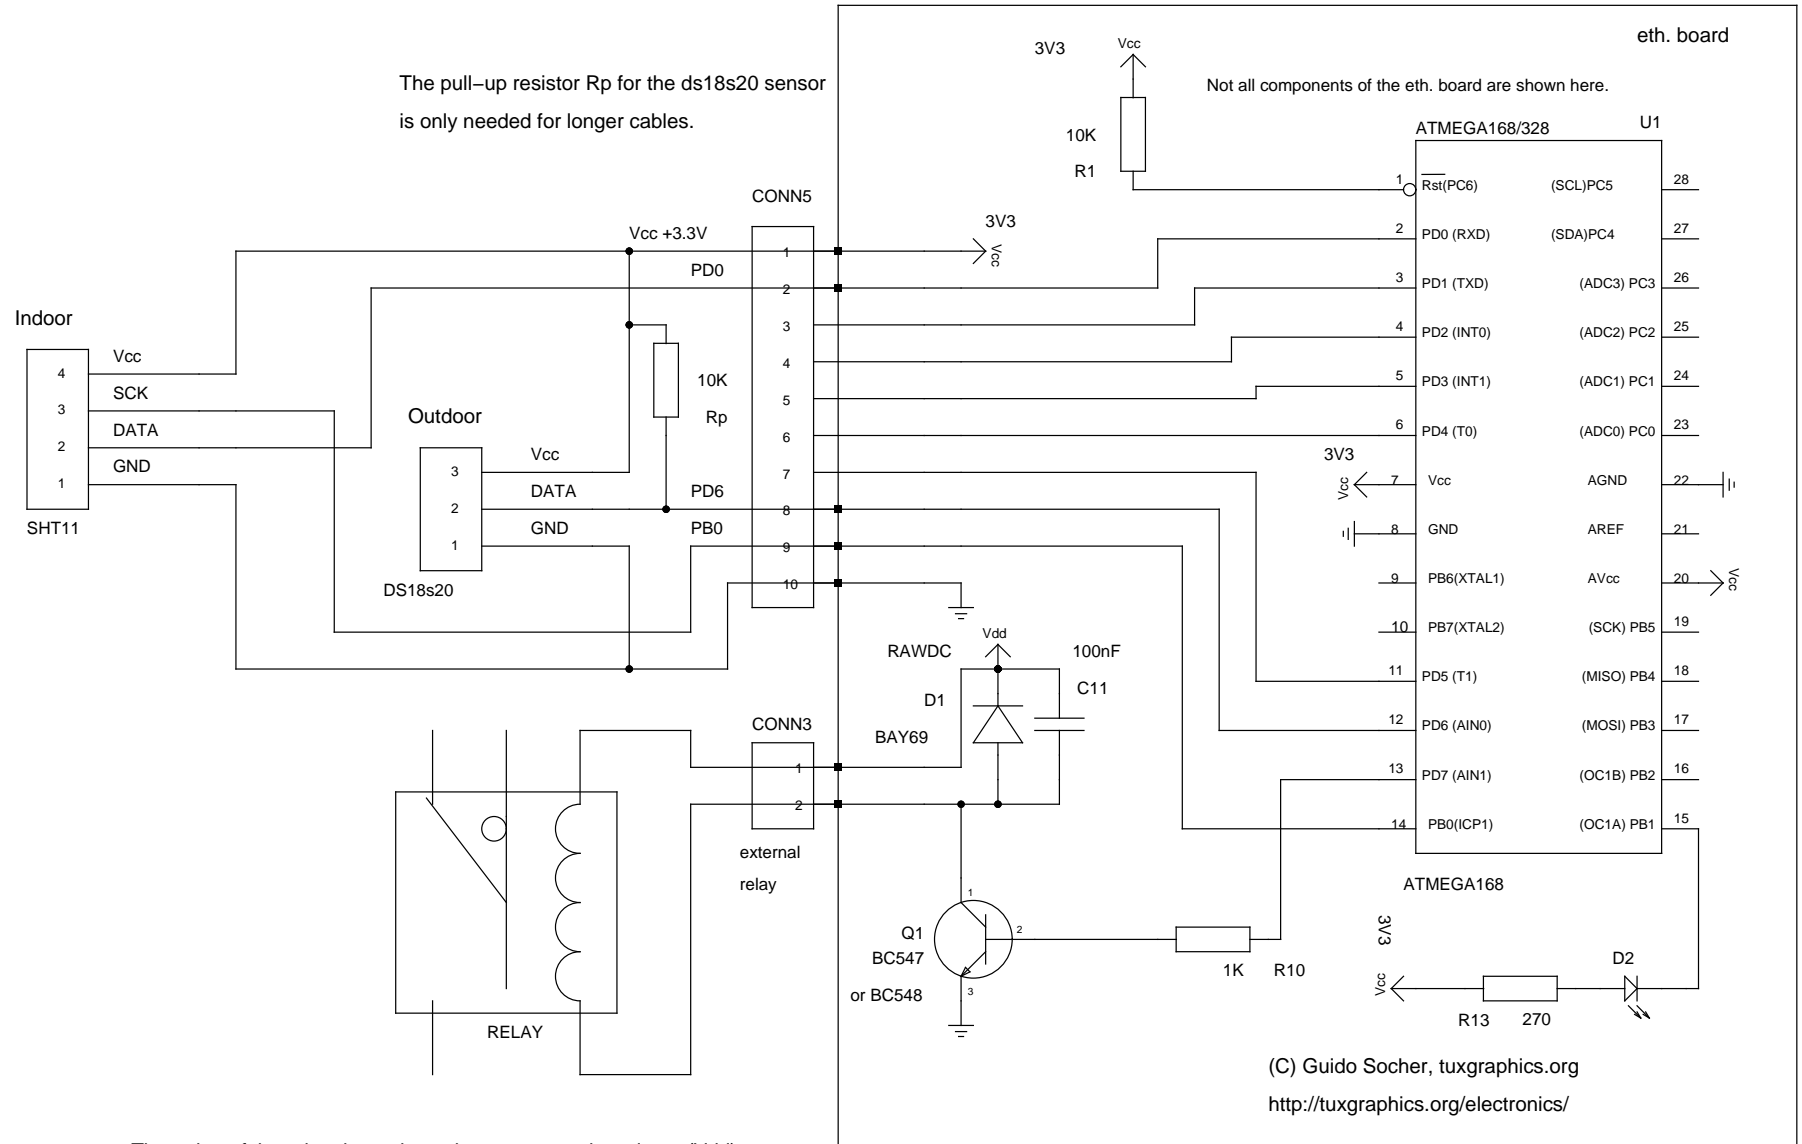 eth. board
3V3
Vcc
The pull−up resistor Rp for the ds18s20 sensor
is only needed for longer cables.
Not all components of the eth. board are shown here.
10K
R1
ATMEGA168/328
U1
CONN5
Vcc +3.3V
PD0
3V3
Vcc
1
2
3
4
5
6
7
8
9
10
Indoor
Vcc
SCK
DATA
GND
4
3
2
1
SHT11
Outdoor
Vcc
DATA
GND
3
2
1
DS18s20
10K
Rp
PD6
PB0
1 Rst(PC6)
2 PD0 (RXD)
3 PD1 (TXD)
4 PD2 (INT0)
5 PD3 (INT1)
6 PD4 (T0)
3V3
Vcc
7 Vcc
8 GND
9 PB6(XTAL1)
10 PB7(XTAL2)
11 PD5 (T1)
12 PD6 (AIN0)
13 PD7 (AIN1)
14 PB0(ICP1)
(SCL)PC5 28
(SDA)PC4 27
(ADC3) PC3 26
(ADC2) PC2 25
(ADC1) PC1 24
(ADC0) PC0 23
AGND 22
AREF 21
AVcc 20
Vcc
(SCK) PB5 19
(MISO) PB4 18
(MOSI) PB3 17
(OC1B) PB2 16
(OC1A) PB1 15
ATMEGA168
Vdd
RAWDC
100nF
C11
D1
BAY69
CONN3
1
2
external
relay
RELAY
1
2
3
Q1
BC547
or BC548
1K
R10
3V3
Vcc
D2
R13
270
(C) Guido Socher, tuxgraphics.org
http://tuxgraphics.org/electronics/